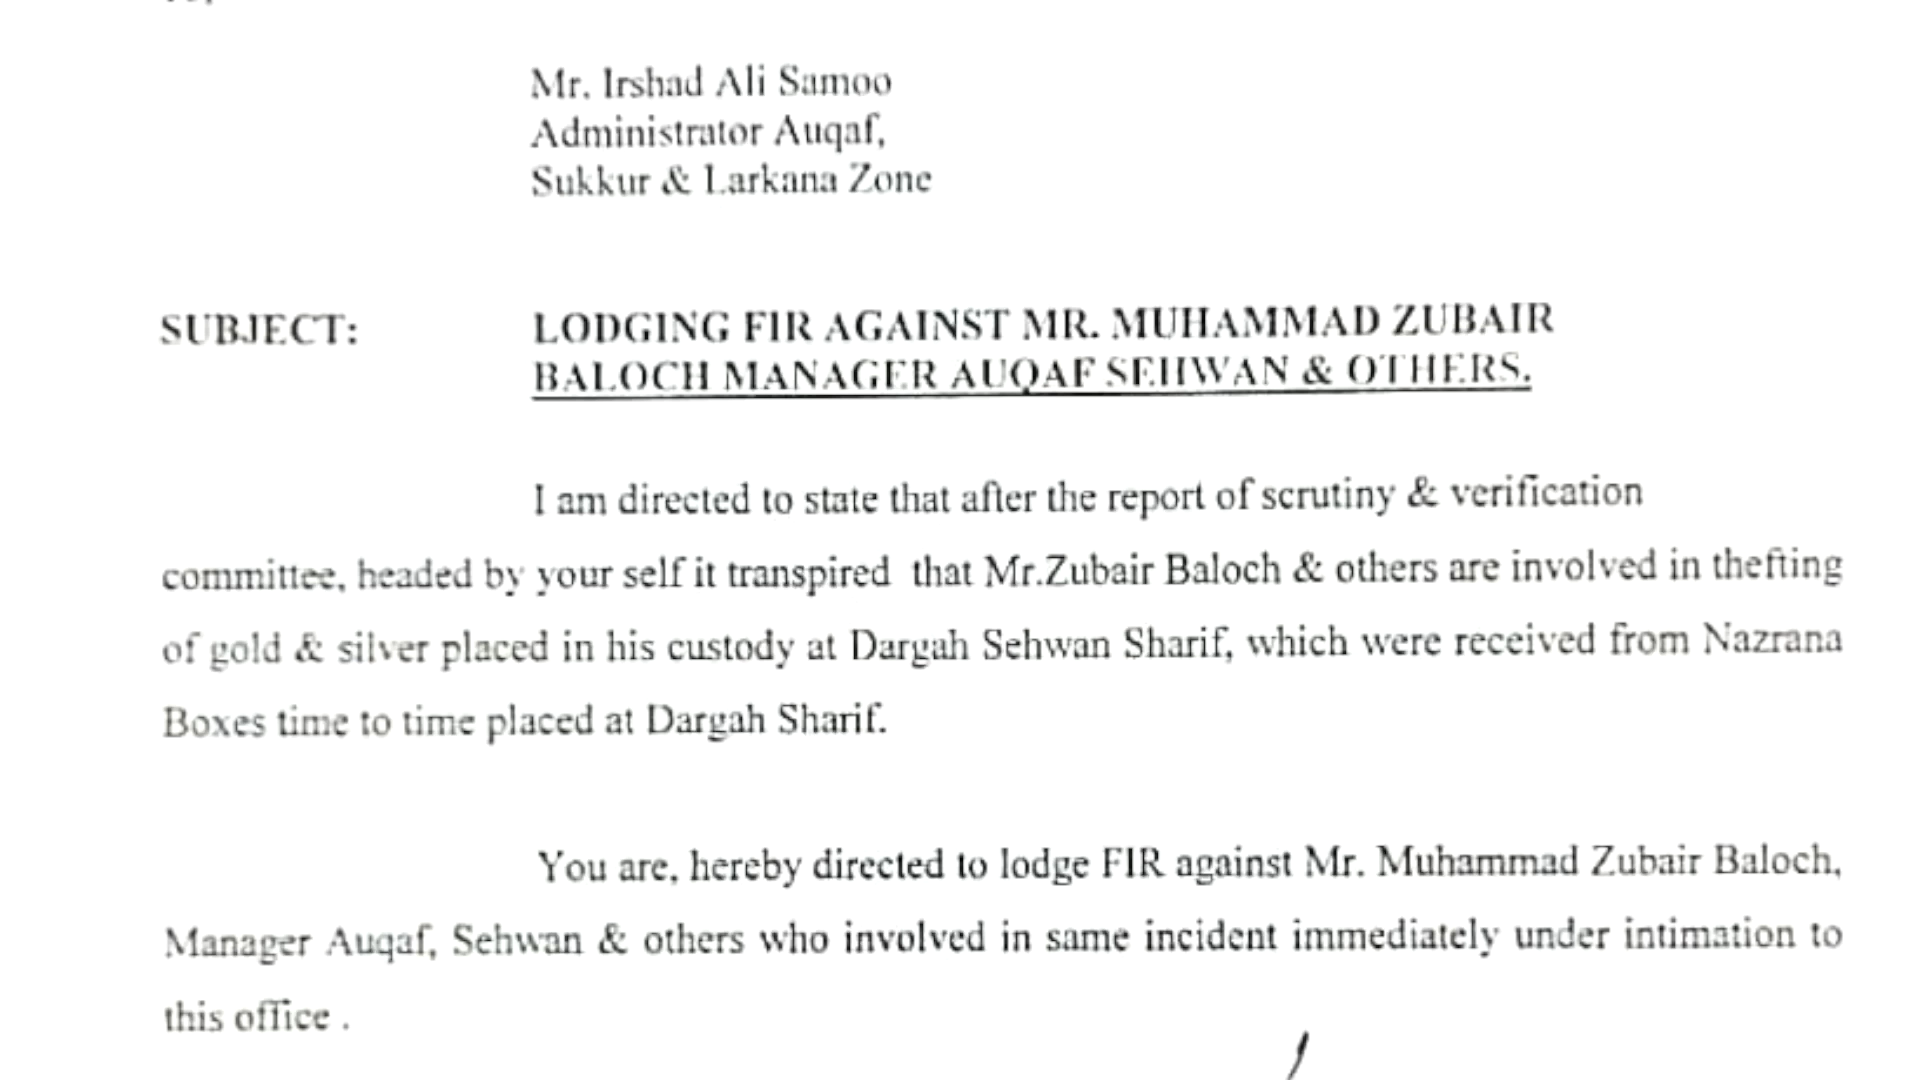 Mr. Irshad Ali Samoo
Administrator Auqaf,
Sukkur & Larkana Zone
SUBJECT: LODGING FIR AGAINST MR. MUHAMMAD ZUBAIR
BALOCH MANAGER AUQAF SEHWAN & OTHERS.
I am directed to state that after the report of scrutiny & verification
committee, headed by your self it transpired that Mr.Zubair Baloch & others are involved in thefting
of gold & silver placed in his custody at Dargah Sehwan Sharif, which were received from Nazrana
Boxes time to time placed at Dargah Sharif.
You are, hereby directed to lodge FIR against Mr. Muhammad Zubair Baloch,
Manager Auqaf, Sehwan & others who involved in same incident immediately under intimation to
this office .